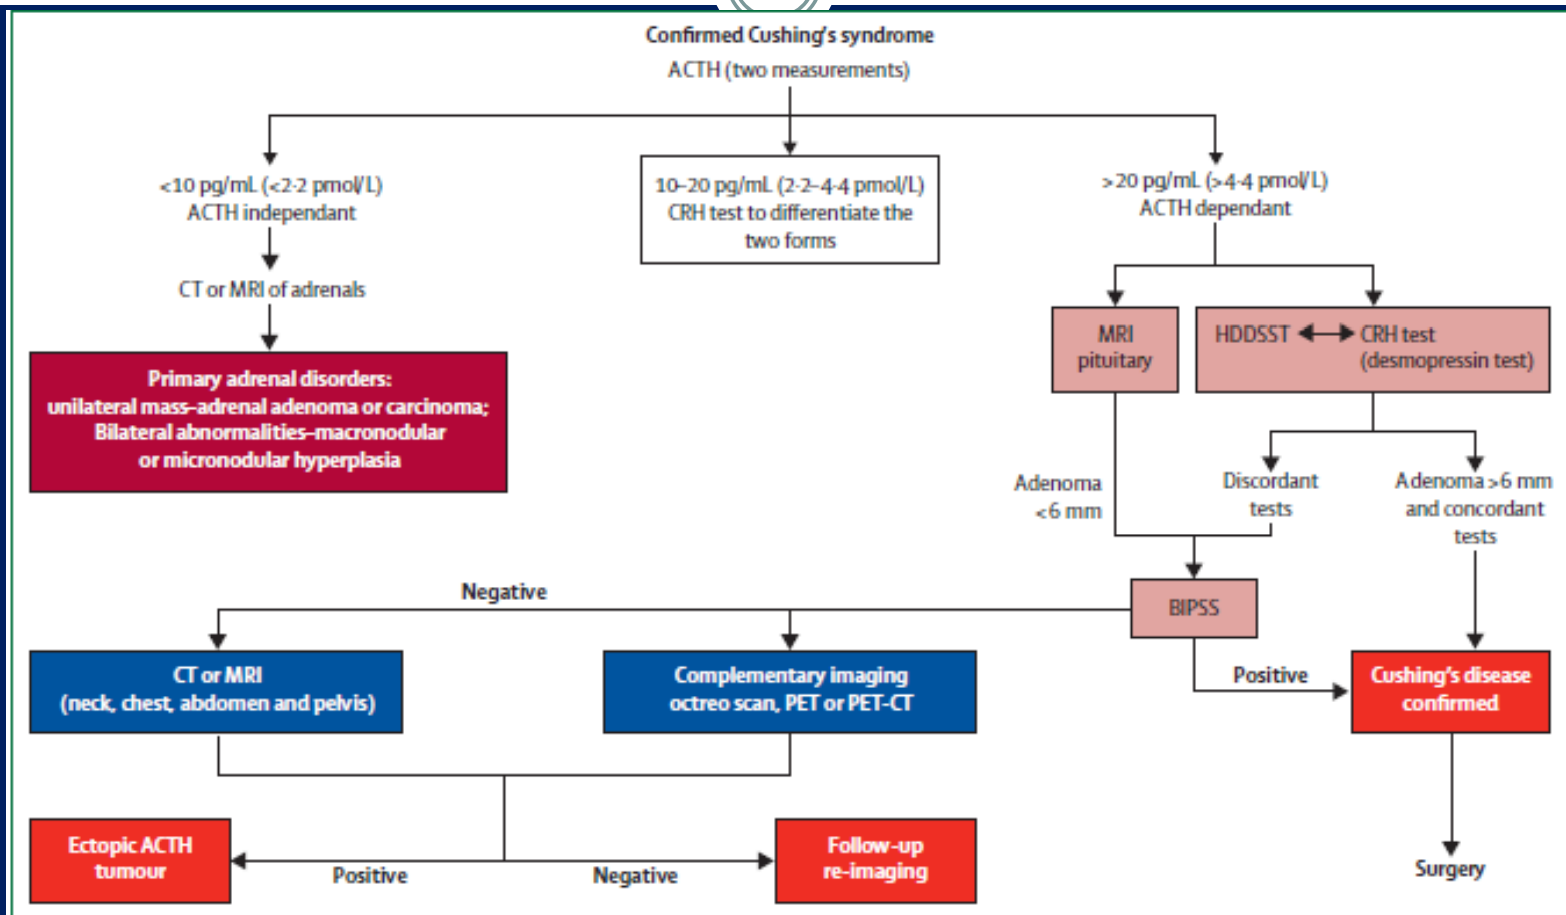 Confirmed Cushing's syndrome
ACTH (two measurements)
<10 pg/mL (<2·2 pmol/L)
ACTH independant
10–20 pg/mL (2·2–4·4 pmol/L)
CRH test to differentiate the
two forms
>20 pg/mL (>4·4 pmol/L)
ACTH dependant
CT or MRI of adrenals
Primary adrenal disorders:
unilateral mass–adrenal adenoma or carcinoma;
Bilateral abnormalities–macronodular
or micronodular hyperplasia
MRI
pituitary
HDDSST
CRH test
(desmopressin test)
Adenoma
<6 mm
Discordant
tests
Adenoma >6 mm
and concordant
tests
BIPSS
Negative
Positive
CT or MRI
(neck, chest, abdomen and pelvis)
Complementary imaging
octreo scan, PET or PET-CT
Cushing's disease
confirmed
Ectopic ACTH
tumour
Positive
Negative
Follow-up
re-imaging
Surgery